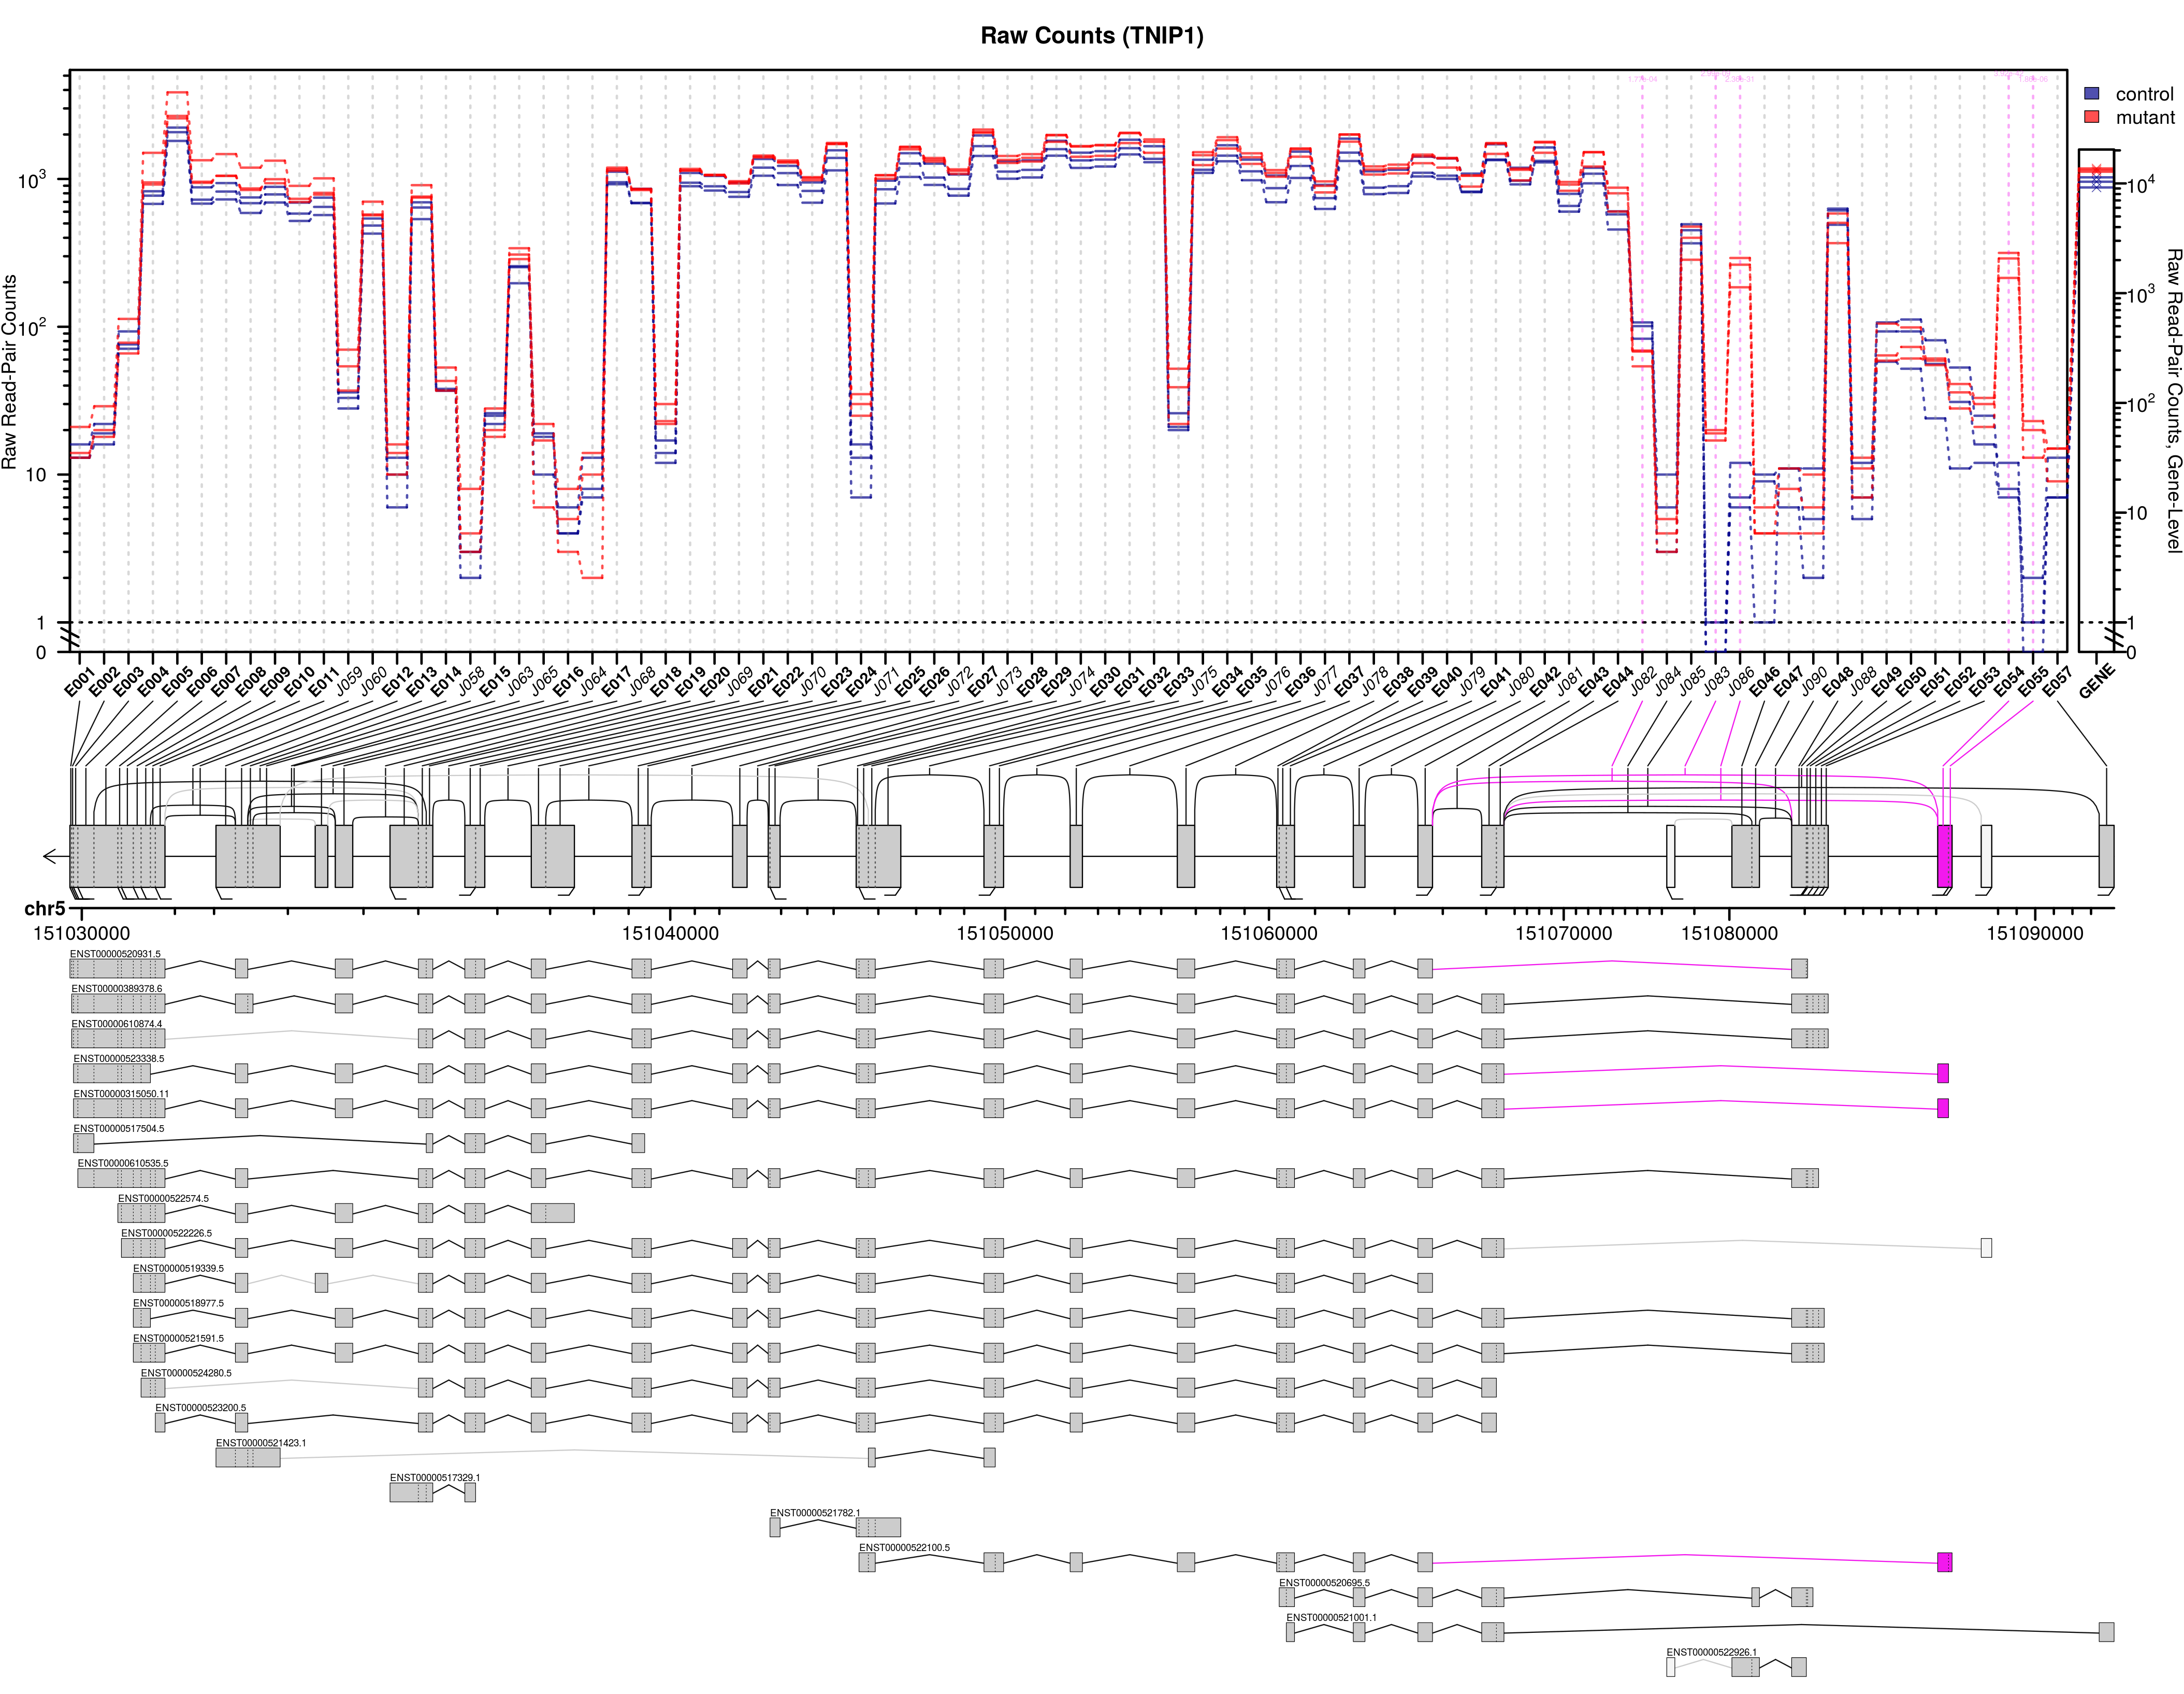 Raw Counts (TNIP1)
1.77e-04
control
mutant
Raw Read-Pair Counts
10³
10²
10
1
0
10⁴
10³
10²
10
1
0
Raw Read-Pair Counts, Gene-Level
E001 E002 E003 E004 E005 E006 E007 E008 E009 E010 E011 J059 J060 E012 E013 E014 J058 E015 J063 J065 E016 J064 E017 J068 E018 E019 E020 J069 E021 E022 J070 E023 E024 J071 E025 E026 J072 E027 J073 E028 E029 J074 E030 E031 E032 E033 J075 E034 E035 J076 E036 J077 E037 J078 E038 E039 E040 J079 E041 J080 E042 J081 E043 E044 J082 J084 J085 J083 J086 E046 E047 J090 E048 J088 E049 E050 E051 E052 E053 E054 E055 E057 GENE
chr5
151030000 151040000 151050000 151060000 151070000 151080000 151090000
ENST00000520931.5
ENST00000389378.6
ENST00000610874.4
ENST00000523338.5
ENST00000315050.11
ENST00000517504.5
ENST00000610535.5
ENST00000522574.5
ENST00000522226.5
ENST00000519339.5
ENST00000518977.5
ENST00000521591.5
ENST00000524280.5
ENST00000523200.5
ENST00000521423.1
ENST00000517329.1
ENST00000521782.1
ENST00000522100.5
ENST00000520695.5
ENST00000521001.1
ENST00000522926.1